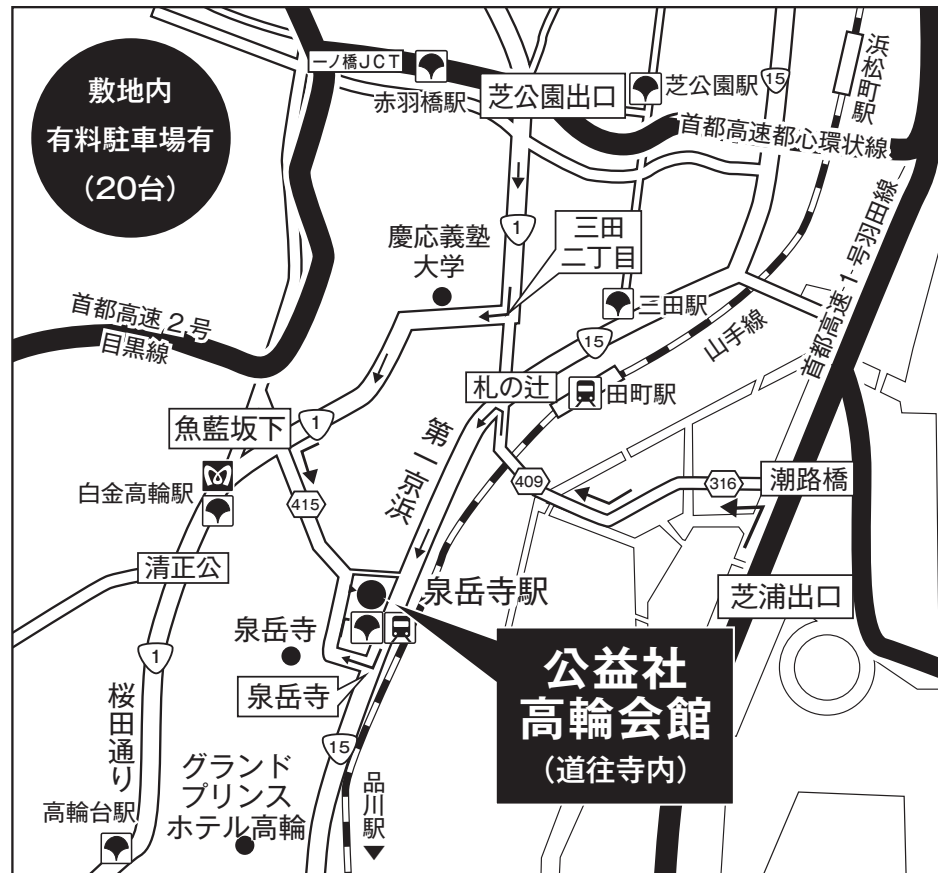 敷地内
有料駐車場有
（20台）
一ノ橋JCT
赤羽橋駅
芝公園出口
芝公園駅
15
浜松町駅
首都高速都心環状線
首都高速1号羽田線
慶応義塾
大学
1
三田
二丁目
三田駅
首都高速2号
目黒線
15
山手線
札の辻
田町駅
魚藍坂下
1
第一京浜
白金高輪駅
415
409
316
潮路橋
清正公
芝浦出口
泉岳寺駅
泉岳寺
泉岳寺
1
公益社
高輪会館
（道往寺内）
桜田通り
15
グランド
プリンス
ホテル高輪
品川駅
高輪台駅